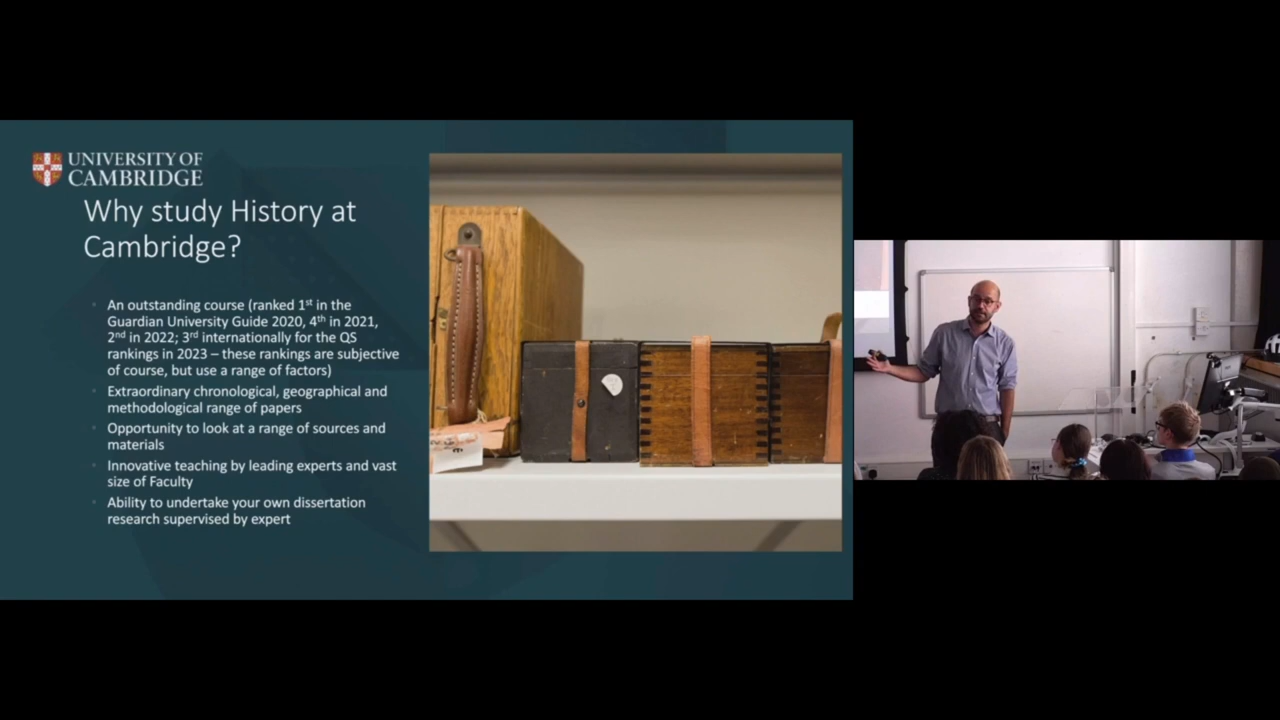 UNIVERSITY OF
CAMBRIDGE
Why study History at
Cambridge?
An outstanding course (ranked 1st in the
Guardian University Guide 2020, 4th in 2021,
2nd in 2022; 3rd internationally for the QS
rankings in 2023 – these rankings are subjective
of course, but use a range of factors)
Extraordinary chronological, geographical and
methodological range of papers
Opportunity to look at a range of sources and
materials
Innovative teaching by leading experts and vast
size of Faculty
Ability to undertake your own dissertation
research supervised by expert